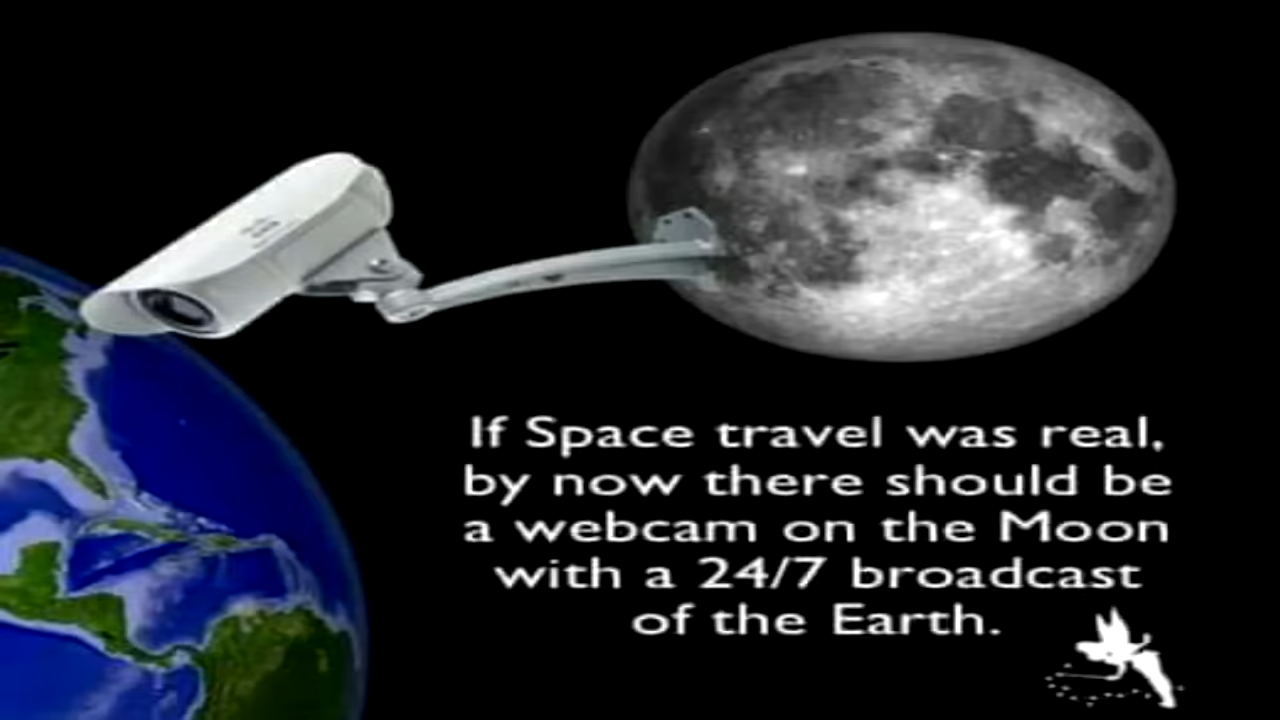 If Space travel was real,
by now there should be
a webcam on the Moon
with a 24/7 broadcast
of the Earth.